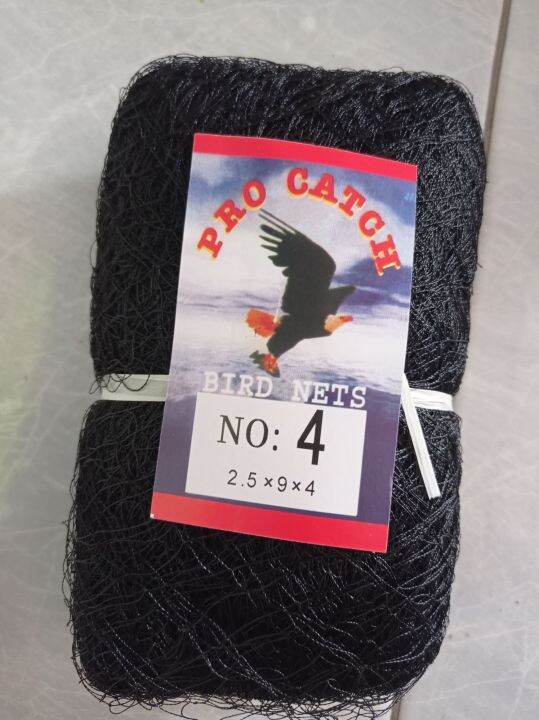 PRO CATCH
BIRD NETS
NO: 4
2.5×9×4